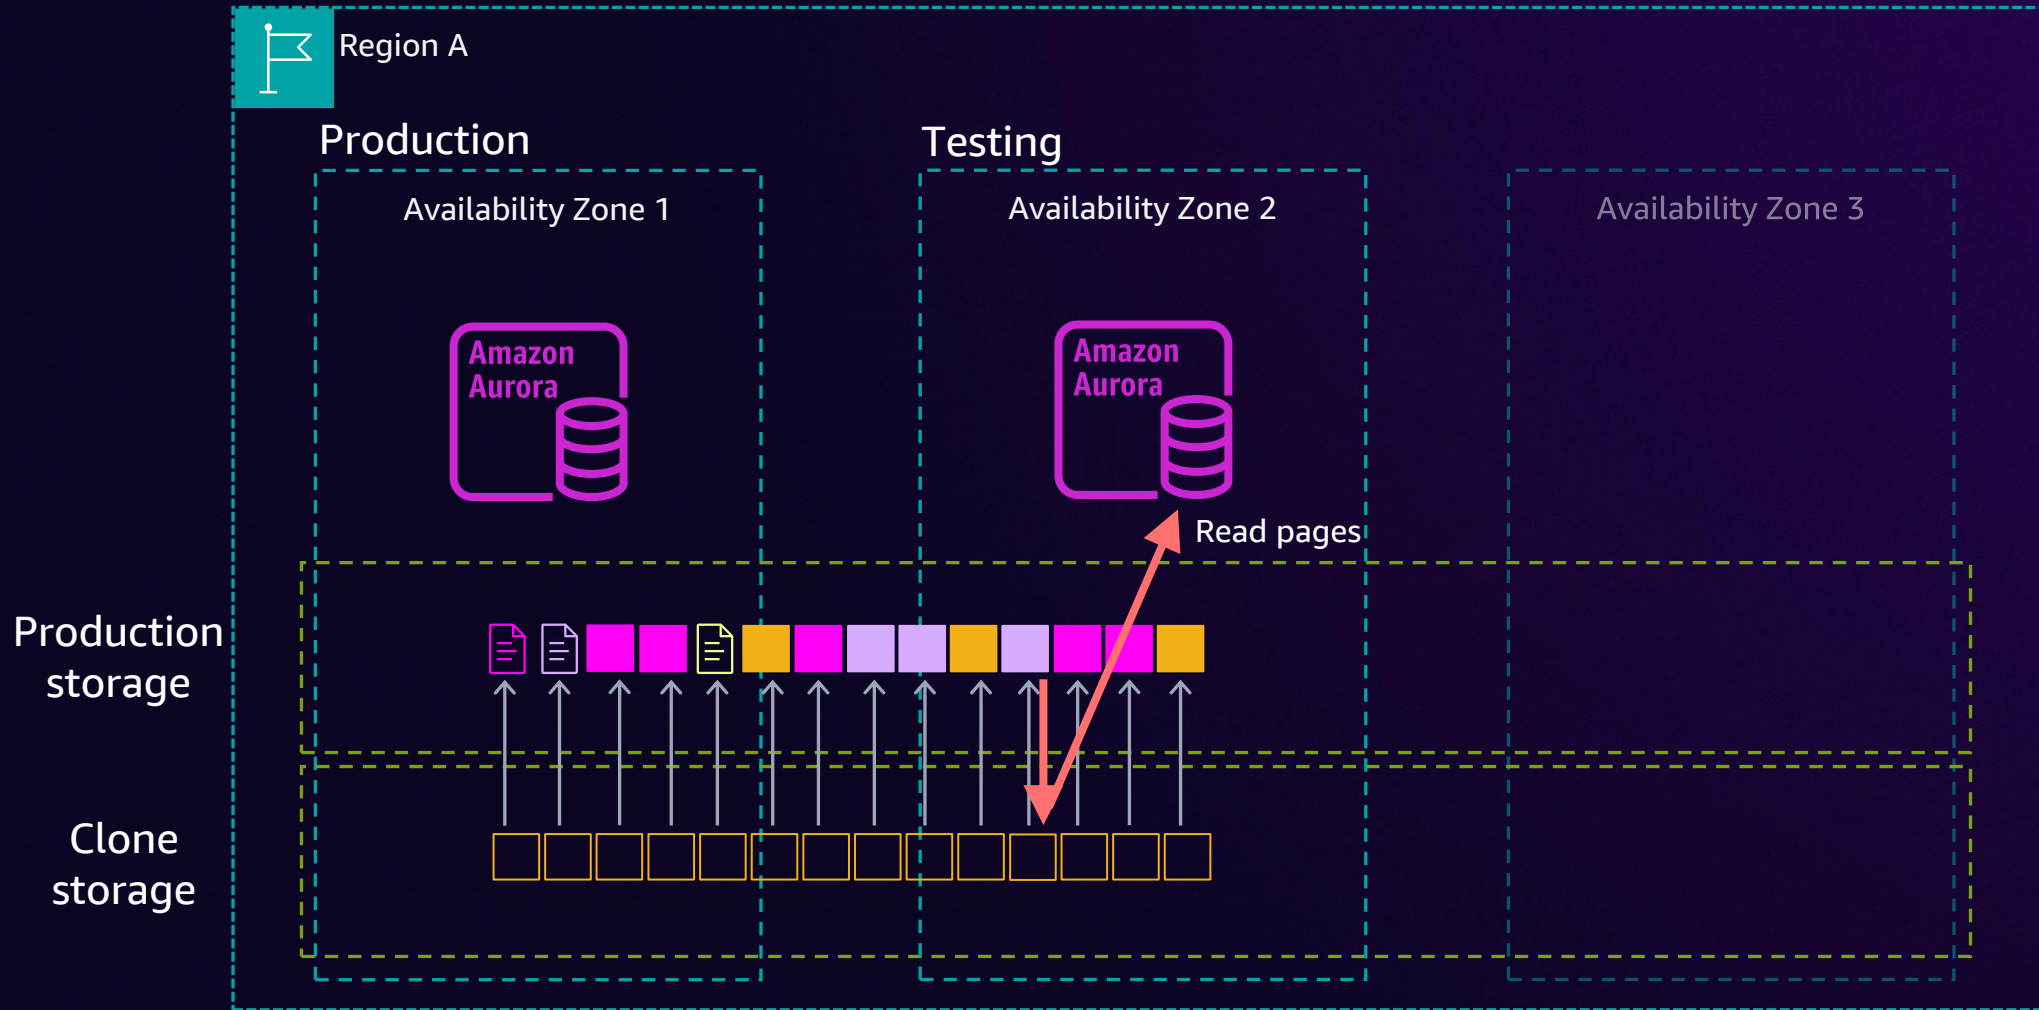 Region A
Production
Testing
Availability Zone 1
Availability Zone 2
Availability Zone 3
Amazon
Aurora
Amazon
Aurora
Read pages
Production
storage
Clone
storage